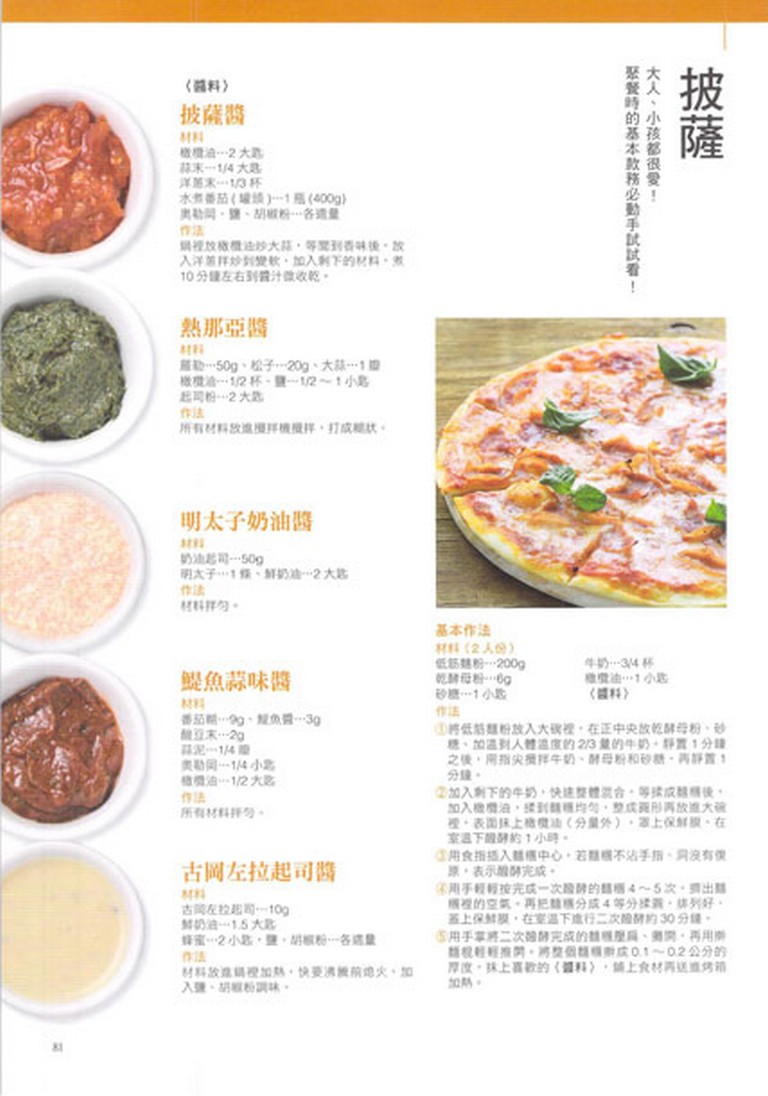 披薩
大人、小孩都很愛！
聚餐時的基本款務必動手試試看！
〈醬料〉
披薩醬
材料
橄欖油…2 大匙
蒜末…1/4 大匙
洋蔥末…1/3 杯
水煮番茄 ( 罐頭 )…1 瓶 (400g)
奧勒岡、鹽、胡椒粉…各適量
作法
鍋裡放橄欖油炒大蒜，等聞到香味後，放
入洋蔥拌炒到變軟，加入剩下的材料，煮
10 分鐘左右到醬汁微收乾。
熱那亞醬
材料
羅勒…50g、松子…20g、大蒜…1 瓣
橄欖油…1/2 杯、鹽…1/2 ～ 1 小匙
起司粉…2 大匙
作法
所有材料放進攪拌機攪拌，打成糊狀。
明太子奶油醬
材料
奶油起司…50g
明太子…1 條、鮮奶油…2 大匙
作法
材料拌勻。
鯷魚蒜味醬
材料
番茄糊…9g、鯷魚醬…3g
酸豆末…2g
蒜泥…1/4 瓣
奧勒岡…1/4 小匙
橄欖油…1/2 大匙
作法
所有材料拌勻。
古岡左拉起司醬
材料
古岡左拉起司…10g
鮮奶油…1.5 大匙
蜂蜜…2 小匙，鹽，胡椒粉…各適量
作法
材料放進鍋裡加熱，快要沸騰前熄火，加
入鹽、胡椒粉調味。
基本作法
材料（2 人份）
低筋麵粉…200g 牛奶…3/4 杯
乾酵母粉…6g 橄欖油…1 小匙
砂糖…1 小匙 〈醬料〉
作法
①將低筋麵粉放入大碗裡，在正中央放乾酵母粉、砂
糖、加溫到人體溫度的 2/3 量的牛奶，靜置 1 分鐘
之後，用指尖攪拌牛奶、酵母粉和砂糖，再靜置 1
分鐘。
②加入剩下的牛奶，快速整體混合，等揉成麵糰後，
加入橄欖油，揉到麵糰均勻，整成圓形再放進大碗
裡，表面抹上橄欖油（分量外），罩上保鮮膜，在
室溫下醱酵約 1 小時。
③用食指插入麵糰中心，若麵糰不沾手指，洞沒有復
原，表示醱酵完成。
④用手輕輕按完成一次醱酵的麵糰 4 ～ 5 次，擠出麵
糰裡的空氣，再把麵糰分成 4 等分揉圓，排列好，
蓋上保鮮膜，在室溫下進行二次醱酵約 30 分鐘。
⑤用手掌將二次醱酵完成的麵糰壓扁、攤開，再用擀
麵棍輕輕推開。將整個麵糰擀成 0.1 ～ 0.2 公分的
厚度，抹上喜歡的〈醬料〉，鋪上食材再送進烤箱
加熱。
81